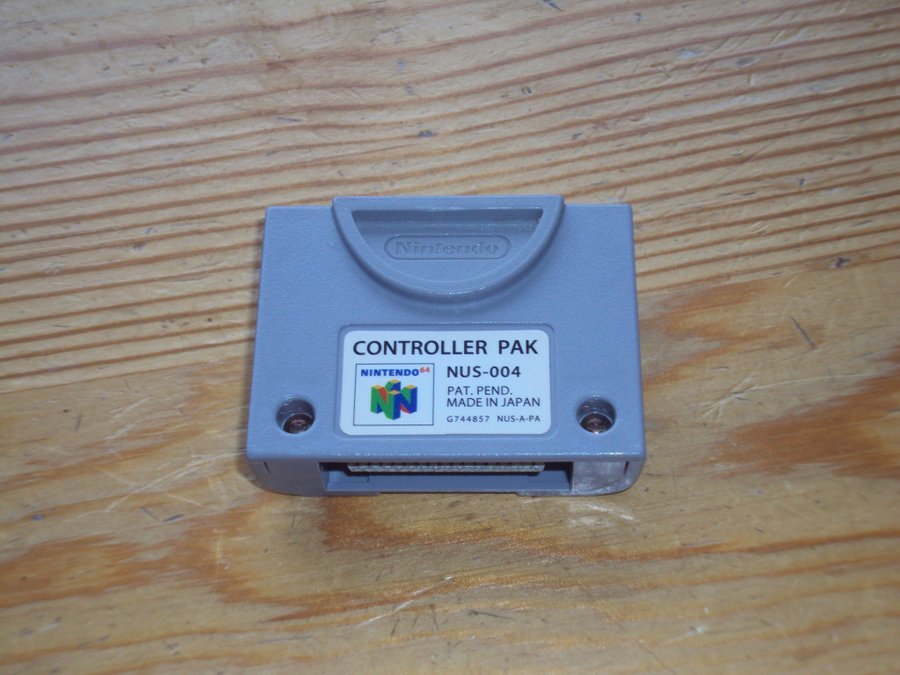 Nintendo
CONTROLLER PAK
NINTENDO64
NUS-004
PAT. PEND.
MADE IN JAPAN
G744857 NUS-A-PA